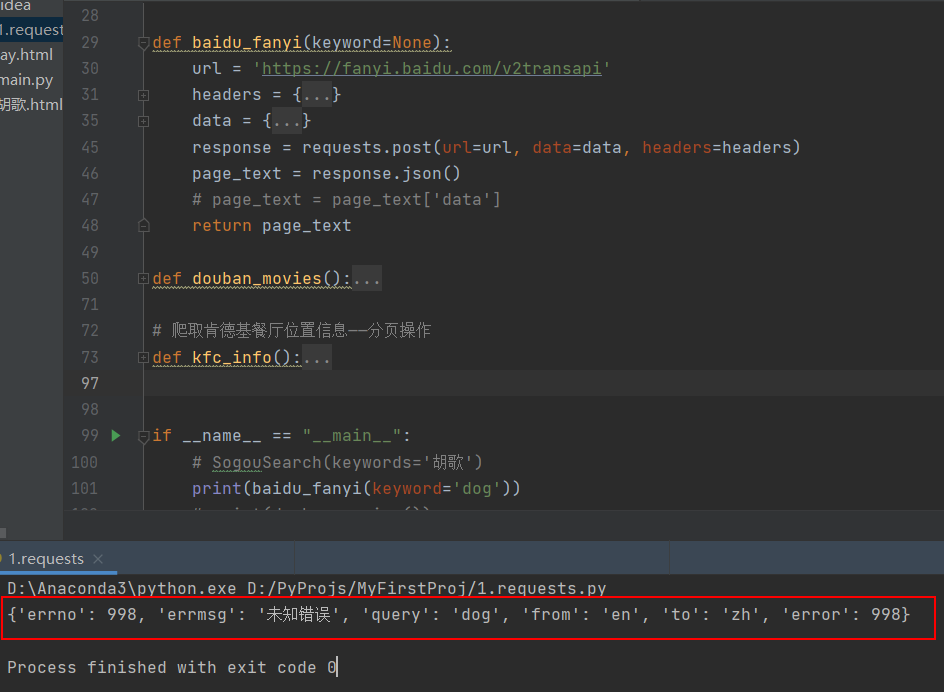 idea
1.request
ay.html
main.py
胡歌.html
28
29 def baidu_fanyi(keyword=None):
30 url = 'https://fanyi.baidu.com/v2transapi'
31 headers = {...}
35 data = {...}
45 response = requests.post(url=url, data=data, headers=headers)
46 page_text = response.json()
47 # page_text = page_text['data']
48 return page_text
49
50 def douban_movies():...
71
72 # 爬取肯德基餐厅位置信息——分页操作
73 def kfc_info():...
97
98
99 if __name__ == "__main__":
100 # SogouSearch(keywords='胡歌')
101 print(baidu_fanyi(keyword='dog'))
1.requests ×
D:\Anaconda3\python.exe D:/PyProjs/MyFirstProj/1.requests.py
{'errno': 998, 'errmsg': '未知错误', 'query': 'dog', 'from': 'en', 'to': 'zh', 'error': 998}
Process finished with exit code 0